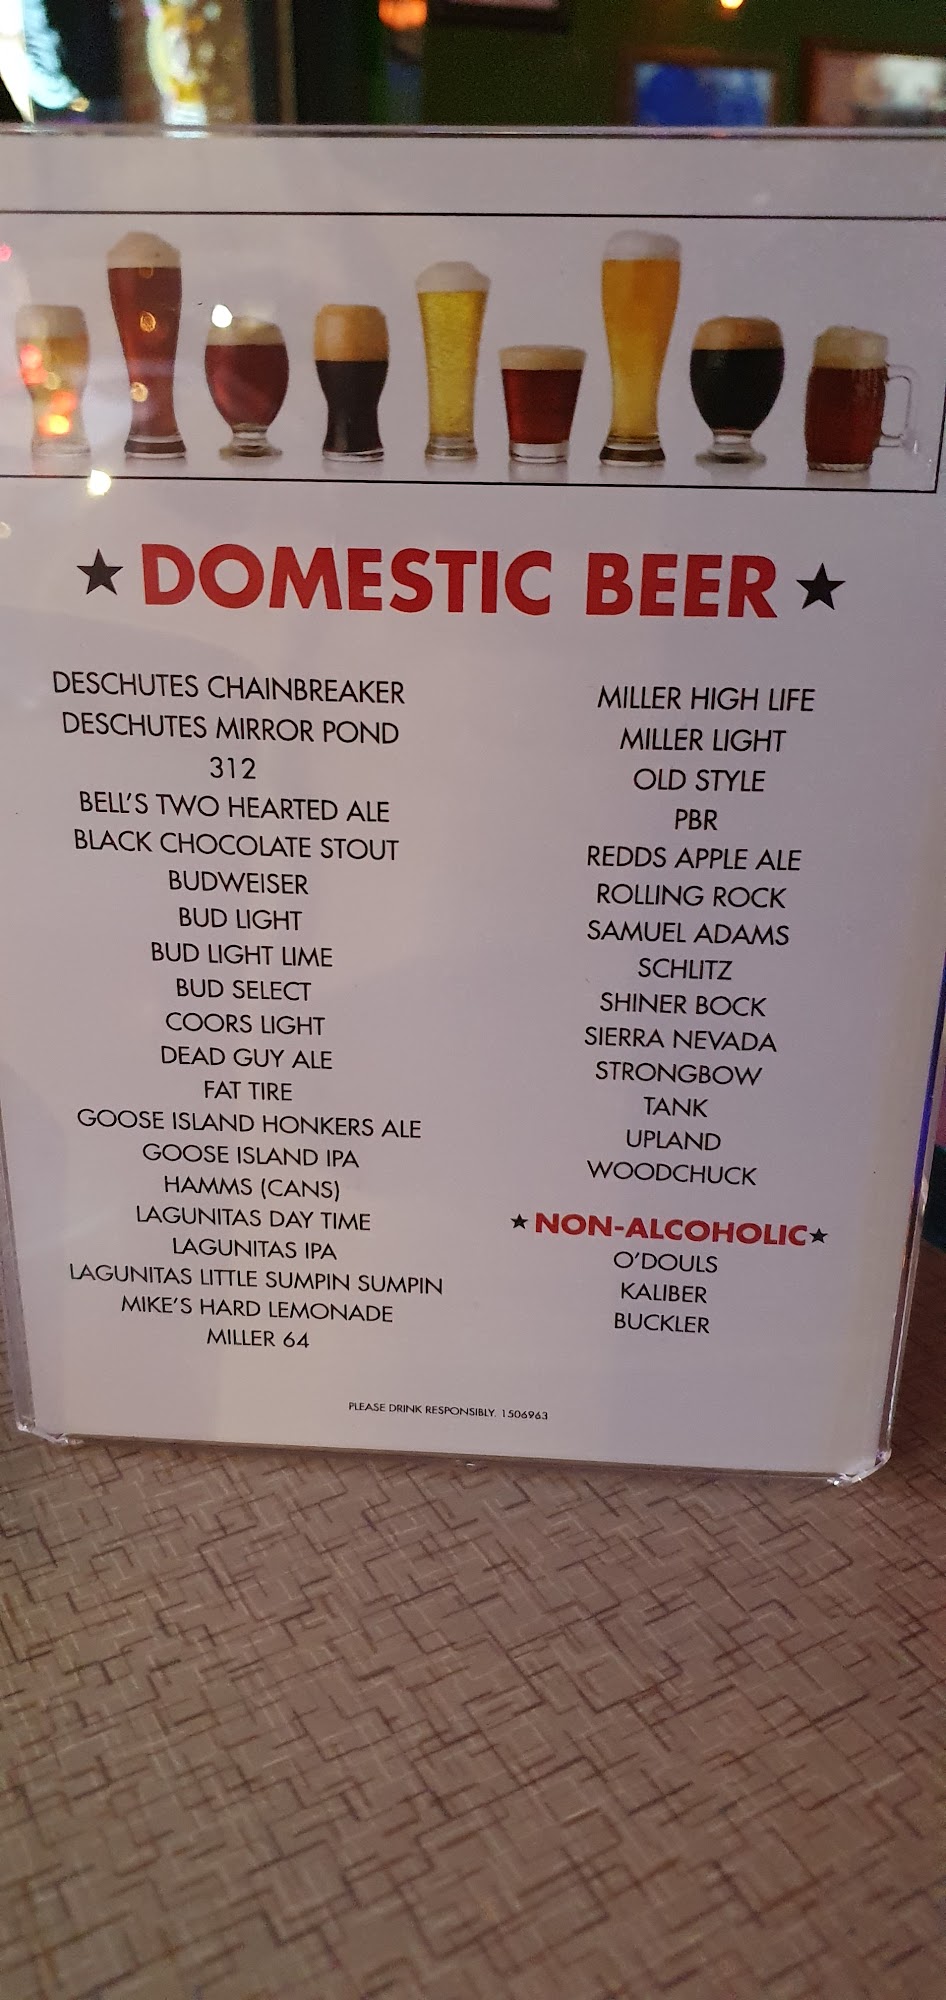 DOMESTIC BEER
DESCHUTES CHAINBREAKER
DESCHUTES MIRROR POND
312
BELL'S TWO HEARTED ALE
BLACK CHOCOLATE STOUT
BUDWEISER
BUD LIGHT
BUD LIGHT LIME
BUD SELECT
COORS LIGHT
DEAD GUY ALE
FAT TIRE
GOOSE ISLAND HONKERS ALE
GOOSE ISLAND IPA
HAMMS (CANS)
LAGUNITAS DAY TIME
LAGUNITAS IPA
LAGUNITAS LITTLE SUMPIN SUMPIN
MIKE'S HARD LEMONADE
MILLER 64
MILLER HIGH LIFE
MILLER LIGHT
OLD STYLE
PBR
REDDS APPLE ALE
ROLLING ROCK
SAMUEL ADAMS
SCHLITZ
SHINER BOCK
SIERRA NEVADA
STRONGBOW
TANK
UPLAND
WOODCHUCK
NON-ALCOHOLIC
O'DOULS
KALIBER
BUCKLER
PLEASE DRINK RESPONSIBLY. 1506963